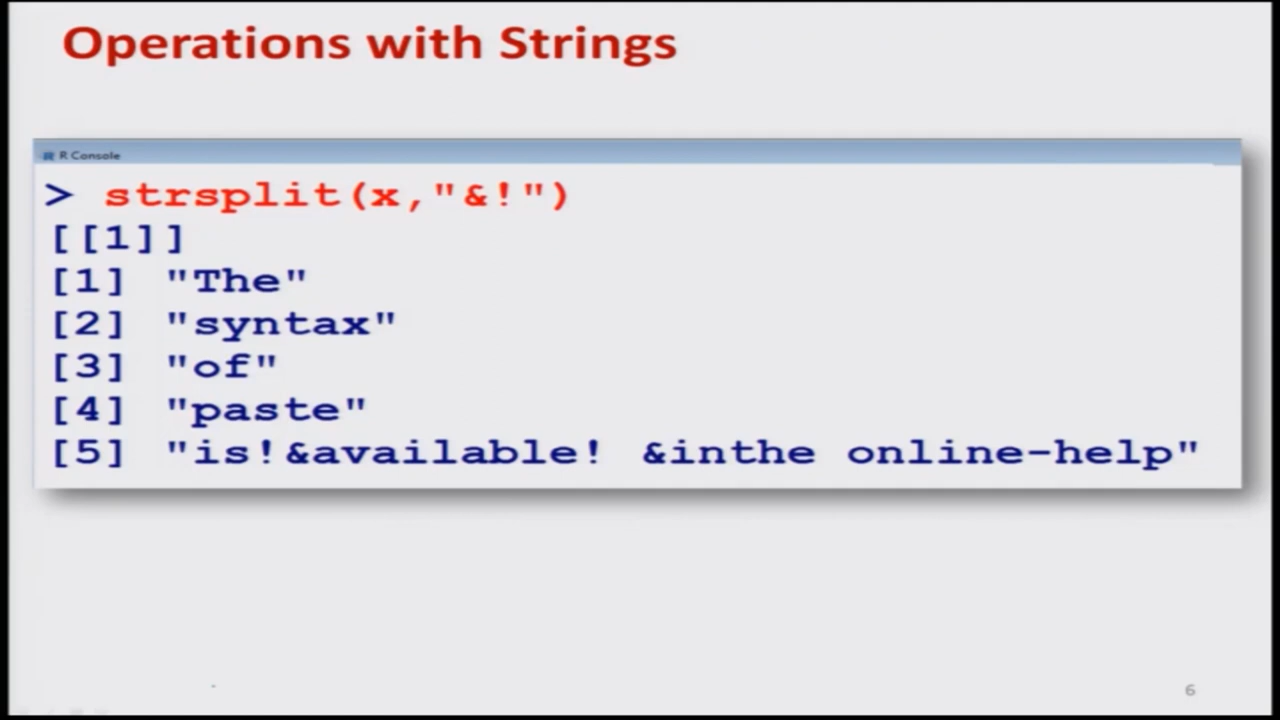 Operations with Strings
R Console
> strsplit(x,"&!")
[[1]]
[1] "The"
[2] "syntax"
[3] "of"
[4] "paste"
[5] "is!&available! &inthe online-help"
6